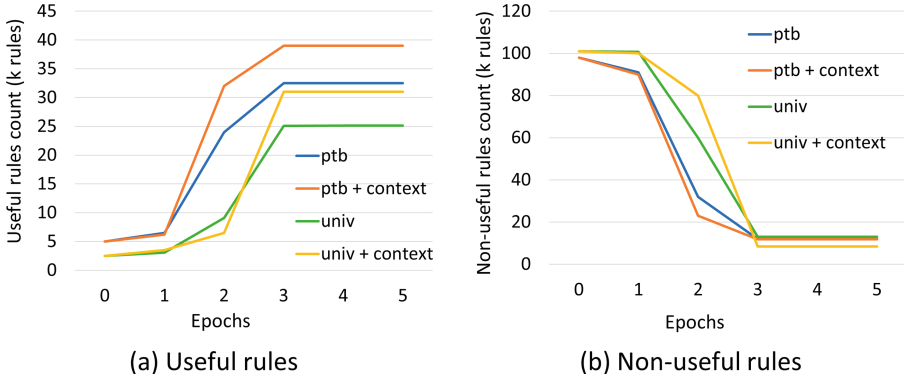 Useful rules count (k rules)
45
40
35
30
25
20
15
10
5
0
0 1 2 3 4 5
Epochs
ptb
ptb + context
univ
univ + context
(a) Useful rules
Non-useful rules count (k rules)
120
100
80
60
40
20
0
0 1 2 3 4 5
Epochs
ptb
ptb + context
univ
univ + context
(b) Non-useful rules